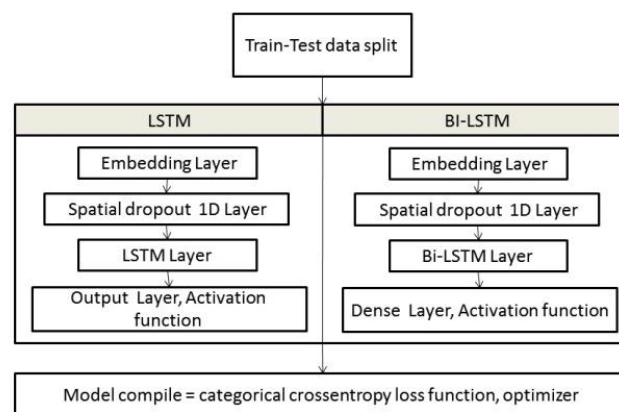 Train-Test data split
LSTM
BI-LSTM
Embedding Layer
Spatial dropout 1D Layer
LSTM Layer
Output Layer, Activation
function
Embedding Layer
Spatial dropout 1D Layer
Bi-LSTM Layer
Dense Layer, Activation function
Model compile = categorical crossentropy loss function, optimizer